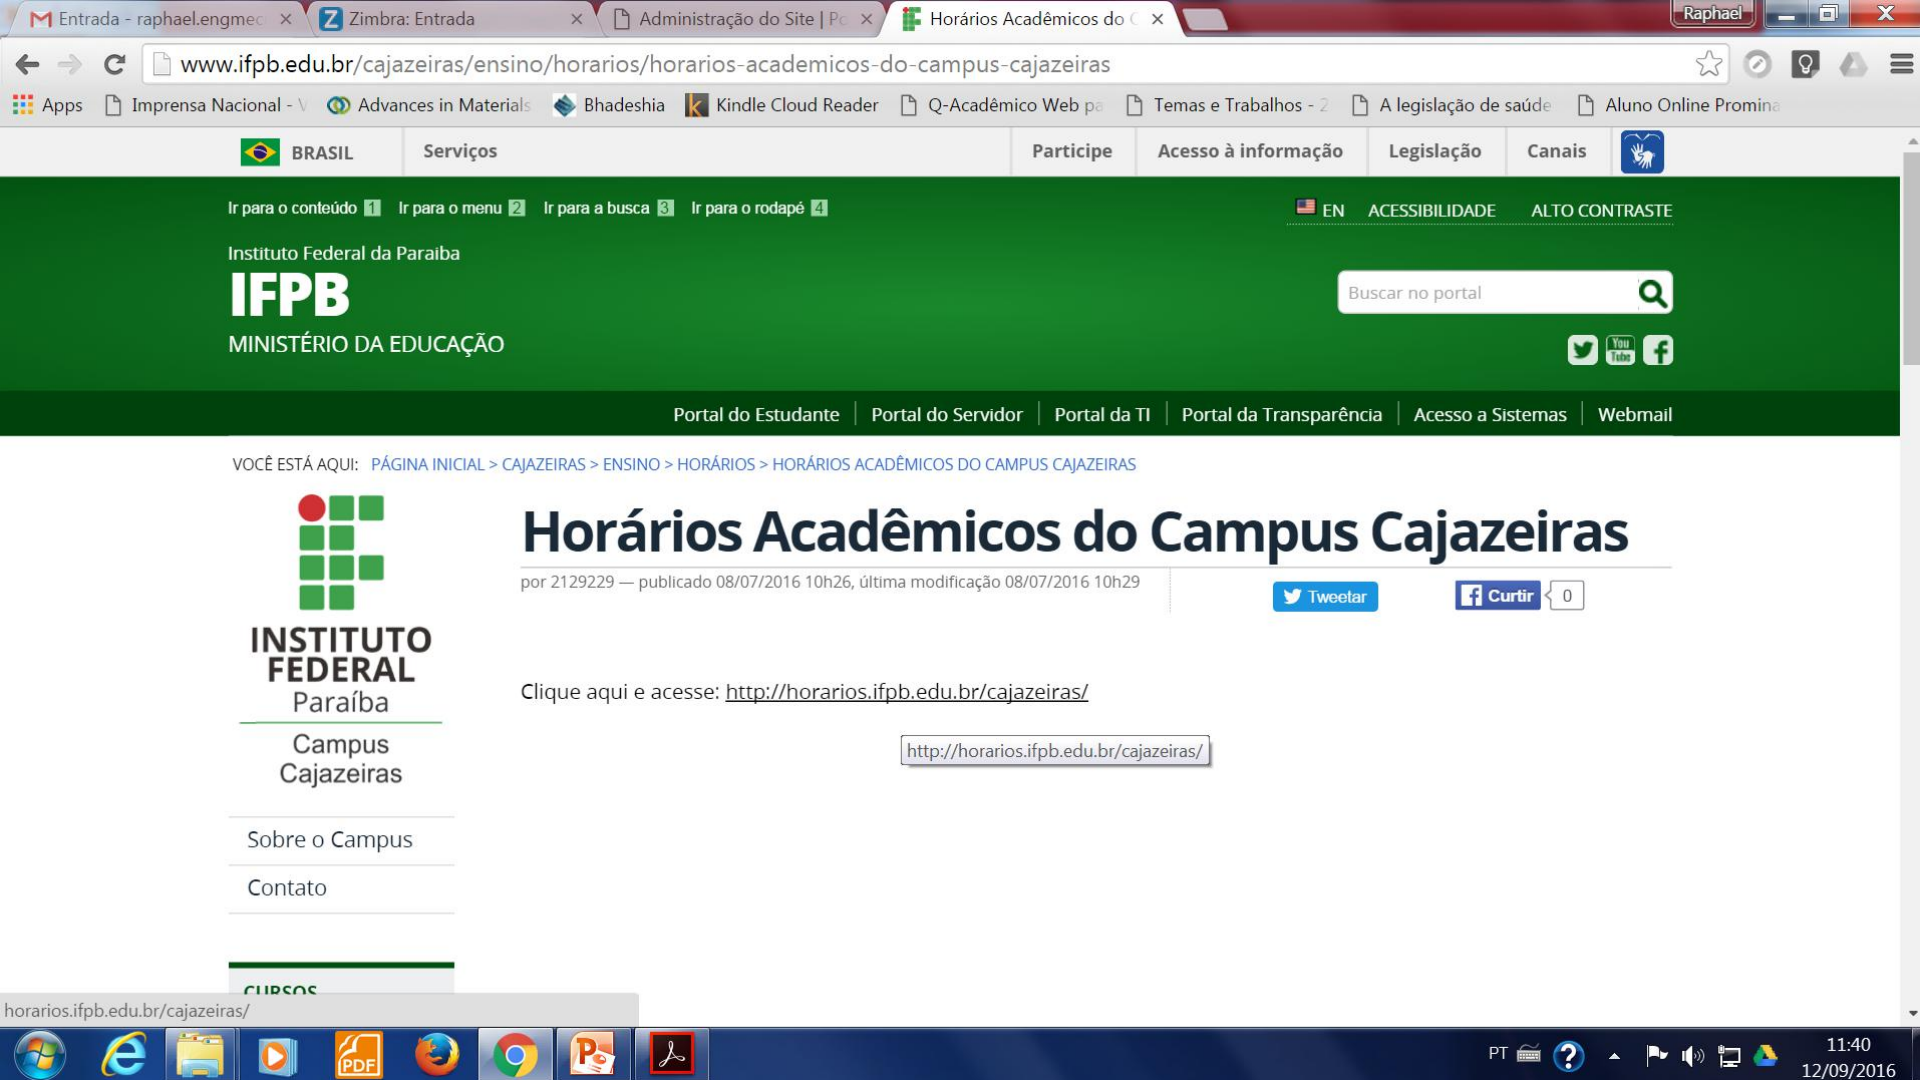 Entrada - raphael.engmec
Zimbra: Entrada
Administração do Site | Po
Horários Acadêmicos do C
Raphael
www.ifpb.edu.br/cajazeiras/ensino/horarios/horarios-academicos-do-campus-cajazeiras
Apps
Imprensa Nacional - V
Advances in Materials
Bhadeshia
Kindle Cloud Reader
Q-Acadêmico Web pa
Temas e Trabalhos - 2
A legislação de saúde
Aluno Online Promina
BRASIL
Serviços
Participe
Acesso à informação
Legislação
Canais
Ir para o conteúdo 1
Ir para o menu 2
Ir para a busca 3
Ir para o rodapé 4
EN
ACESSIBILIDADE
ALTO CONTRASTE
Instituto Federal da Paraiba
IFPB
MINISTÉRIO DA EDUCAÇÃO
Buscar no portal
You
Tube
Portal do Estudante
Portal do Servidor
Portal da TI
Portal da Transparência
Acesso a Sistemas
Webmail
VOCÊ ESTÁ AQUI: PÁGINA INICIAL > CAJAZEIRAS > ENSINO > HORÁRIOS > HORÁRIOS ACADÊMICOS DO CAMPUS CAJAZEIRAS
INSTITUTO
FEDERAL
Paraíba
Campus
Cajazeiras
Sobre o Campus
Contato
CURSOS
Horários Acadêmicos do Campus Cajazeiras
por 2129229 — publicado 08/07/2016 10h26, última modificação 08/07/2016 10h29
Tweetar
Curtir
0
Clique aqui e acesse: http://horarios.ifpb.edu.br/cajazeiras/
http://horarios.ifpb.edu.br/cajazeiras/
horarios.ifpb.edu.br/cajazeiras/
PDF
PT
11:40
12/09/2016